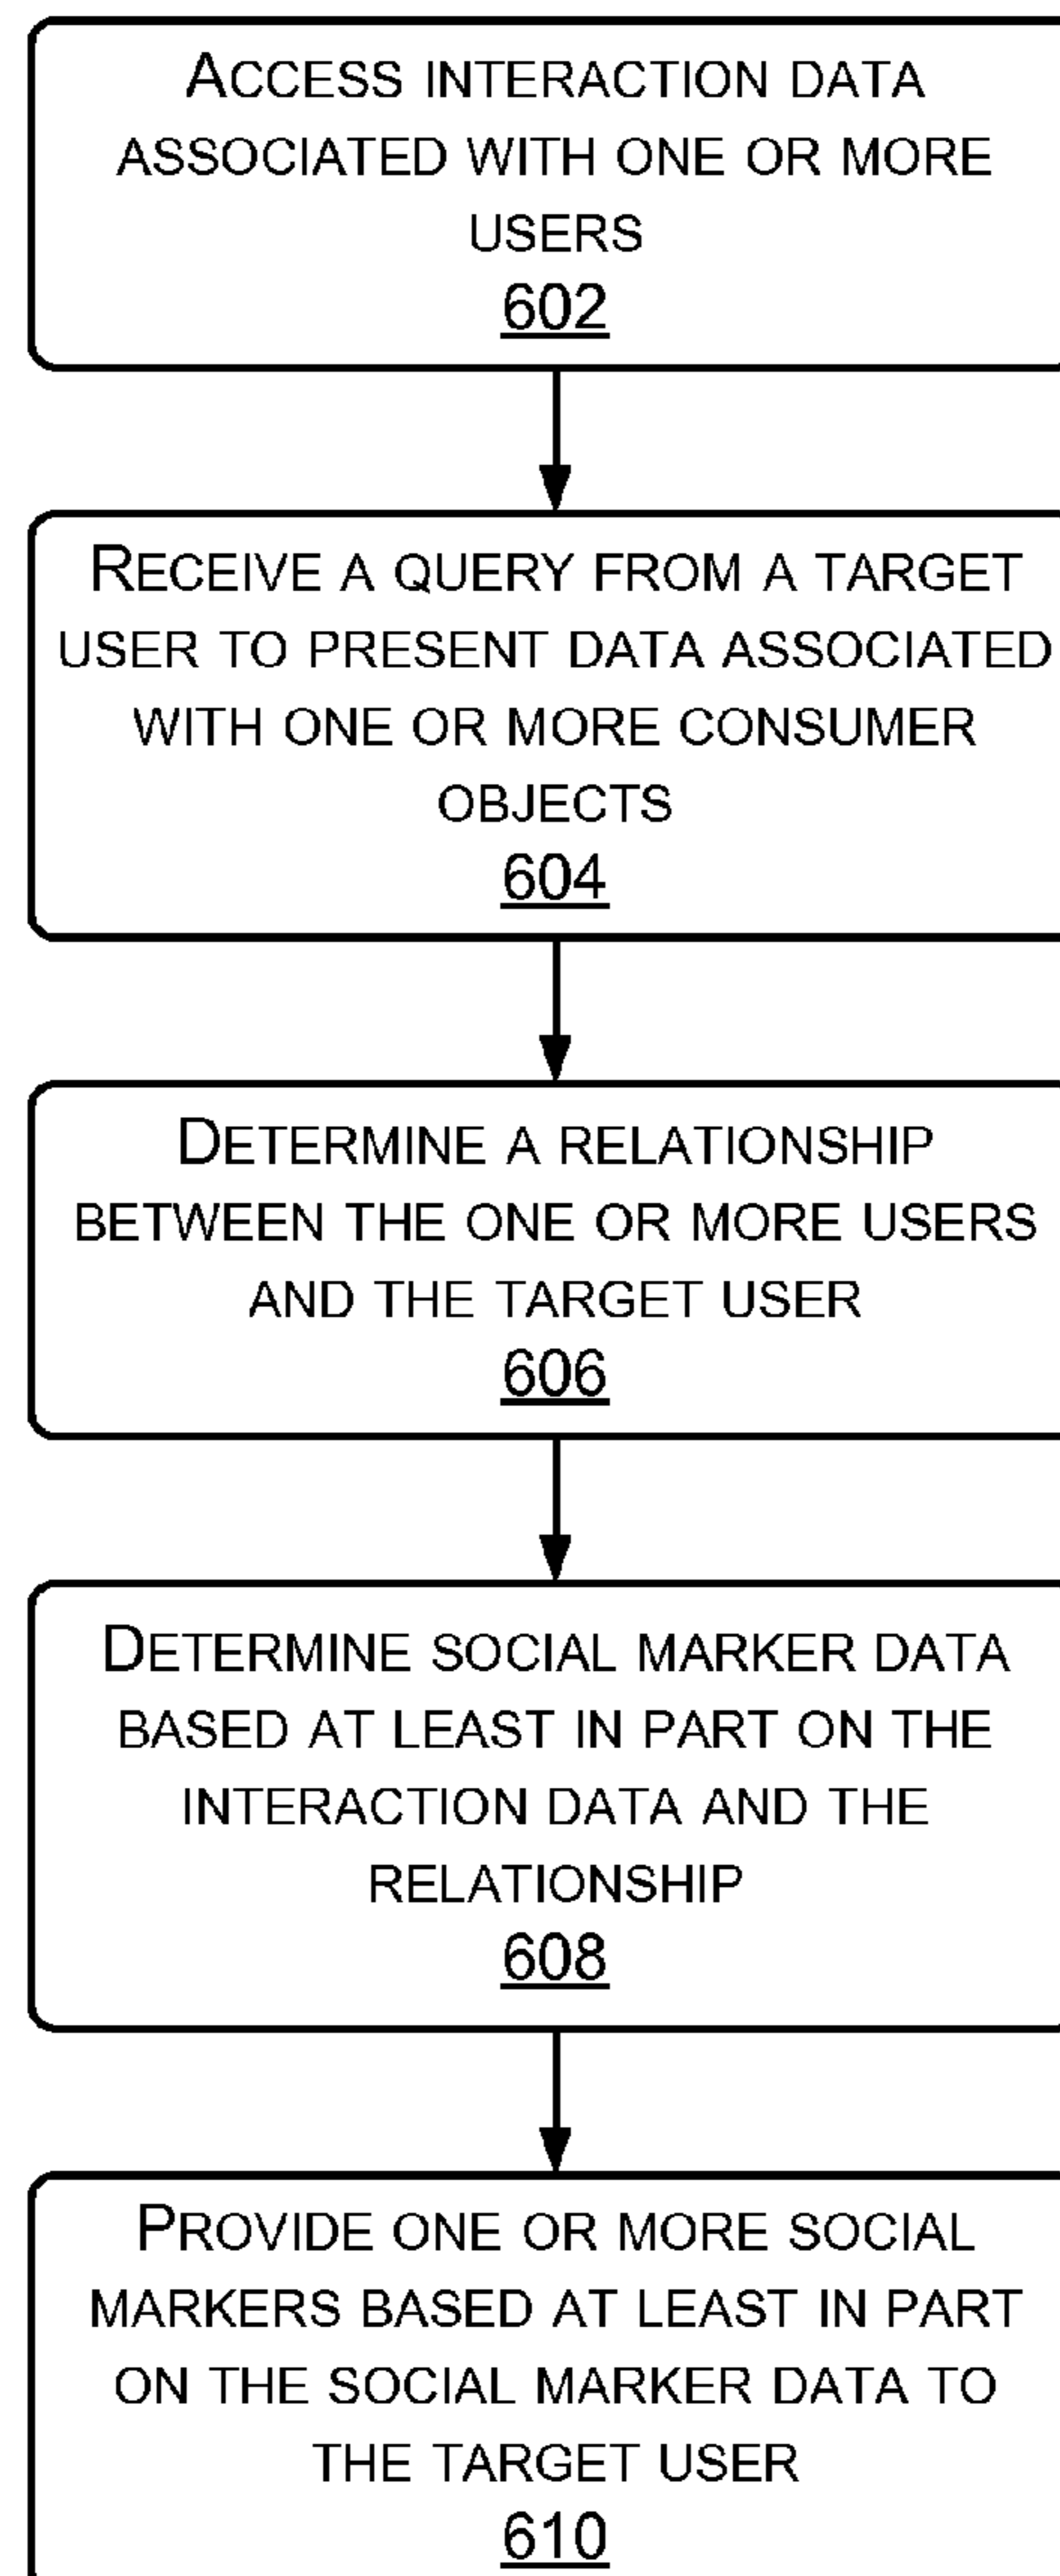 ACCESS INTERACTION DATA
ASSOCIATED WITH ONE OR MORE
USERS
602
RECEIVE A QUERY FROM A TARGET
USER TO PRESENT DATA ASSOCIATED
WITH ONE OR MORE CONSUMER
OBJECTS
604
DETERMINE A RELATIONSHIP
BETWEEN THE ONE OR MORE USERS
AND THE TARGET USER
606
DETERMINE SOCIAL MARKER DATA
BASED AT LEAST IN PART ON THE
INTERACTION DATA AND THE
RELATIONSHIP
608
PROVIDE ONE OR MORE SOCIAL
MARKERS BASED AT LEAST IN PART
ON THE SOCIAL MARKER DATA TO
THE TARGET USER
610